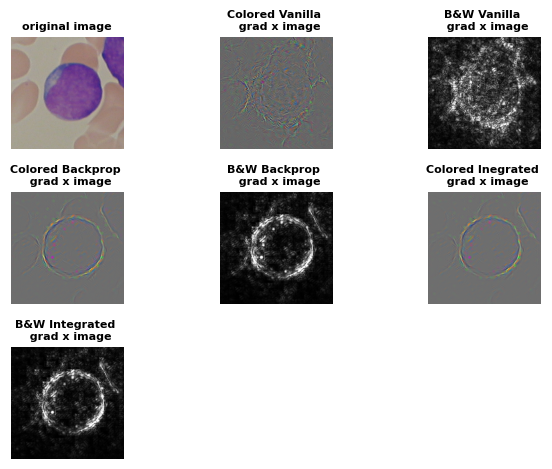 original image
Colored Vanilla
grad x image
B&W Vanilla
grad x image
Colored Backprop
grad x image
B&W Backprop
grad x image
Colored Inegrated
grad x image
B&W Integrated
grad x image